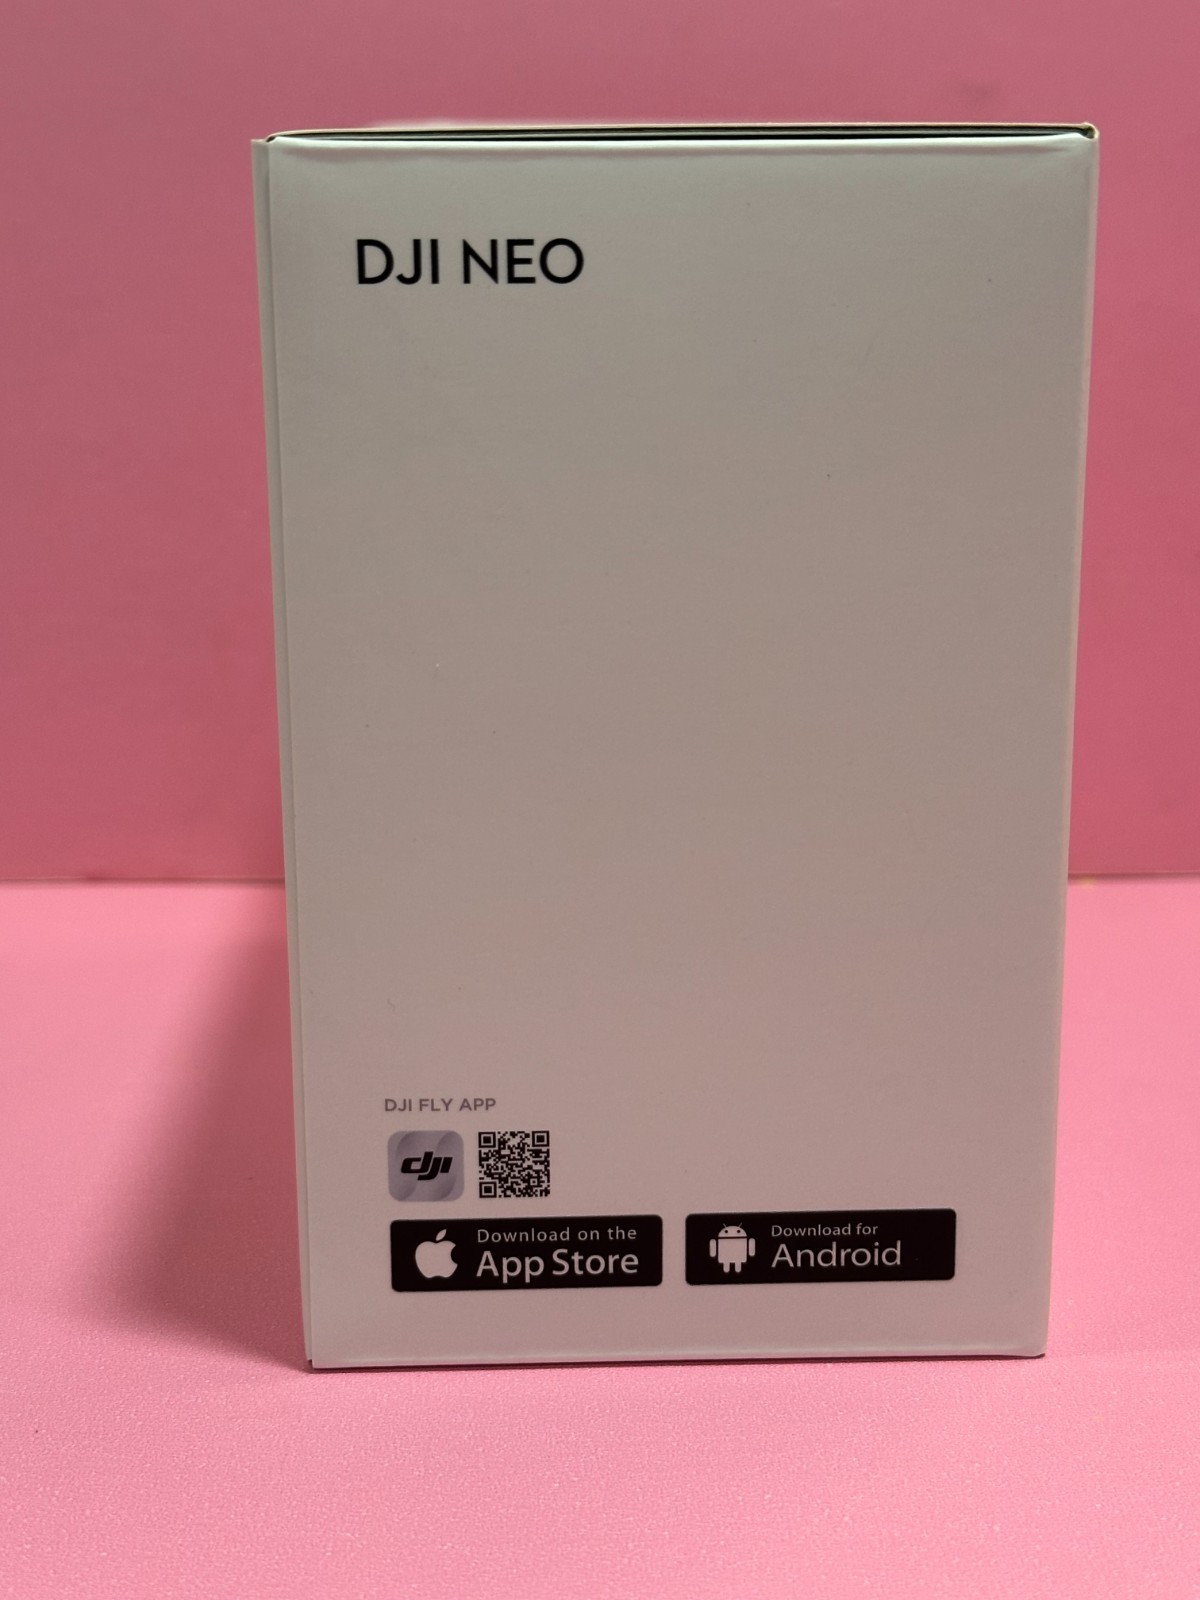 DJI NEO
DJI FLY APP
dji
Download on the
App Store
Download for
Android